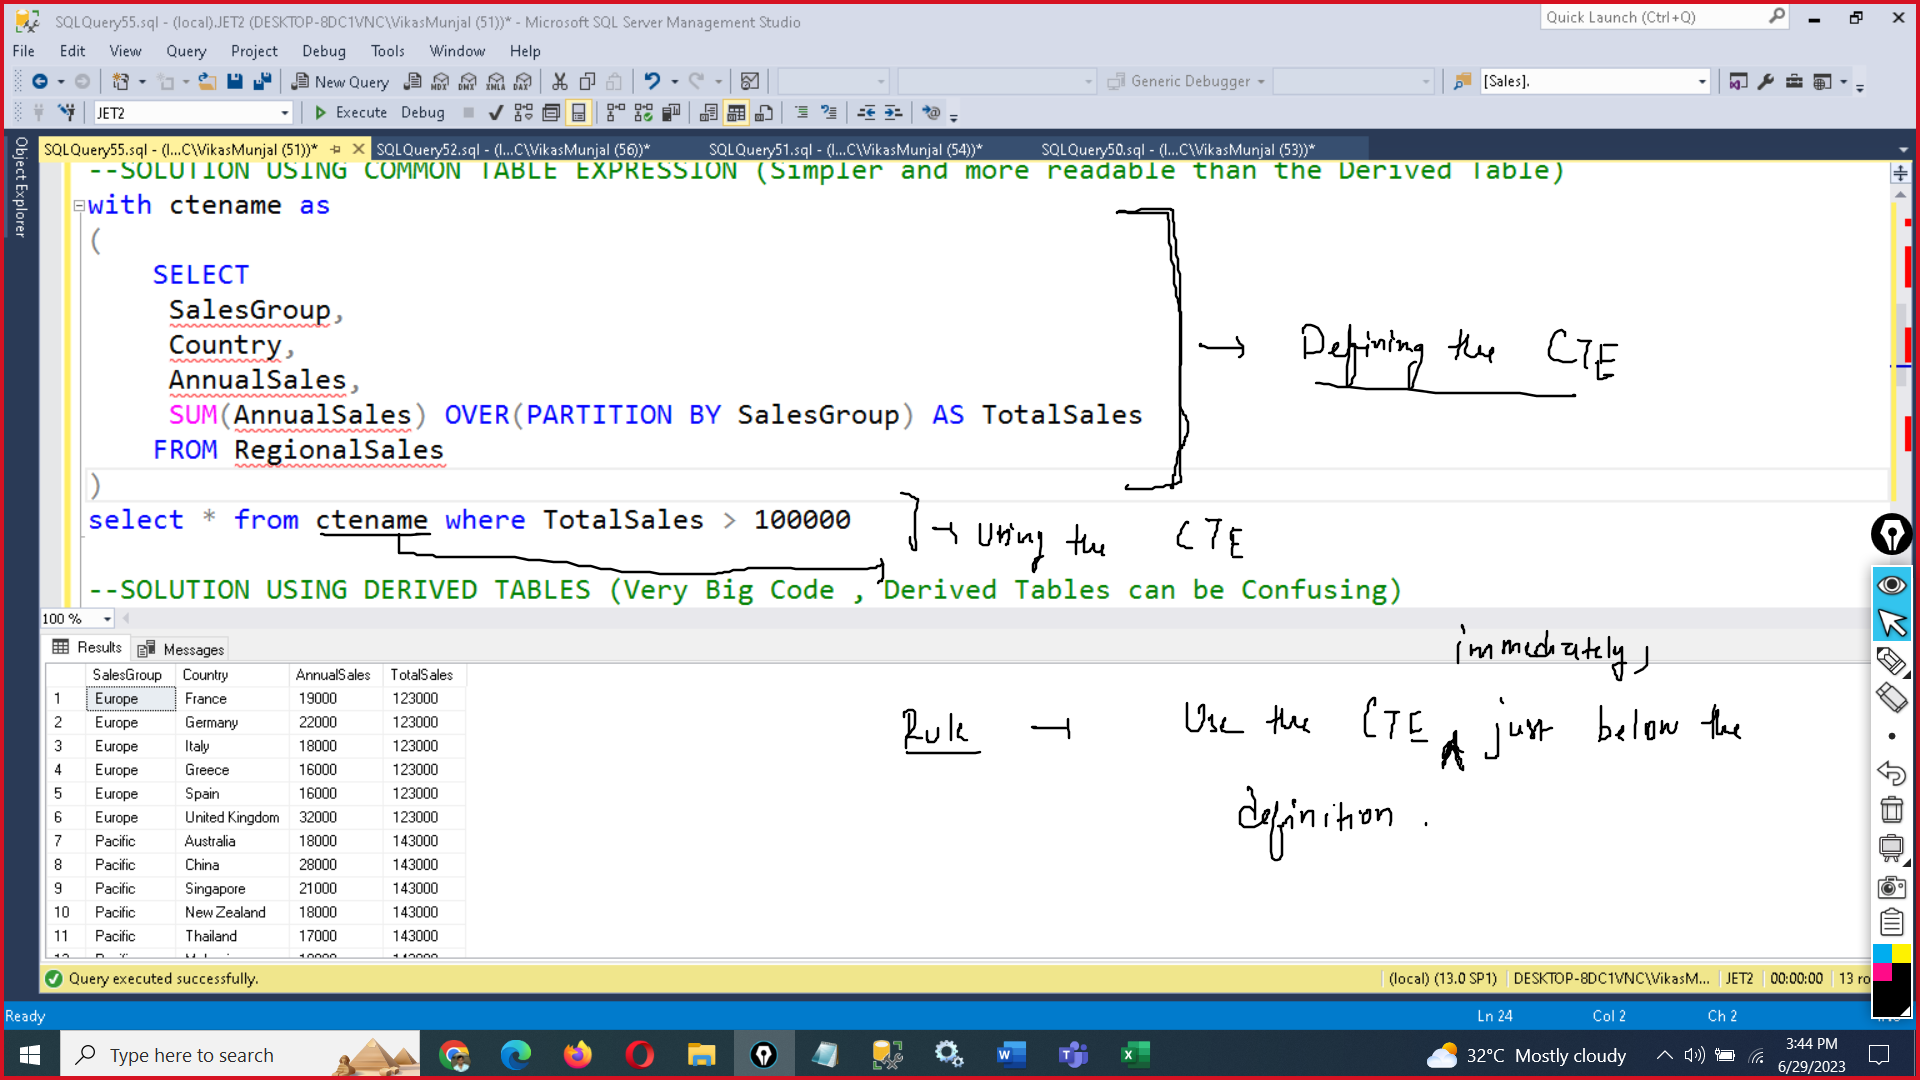 SQLQuery55.sql - (local).JET2 (DESKTOP-8DC1VNC\VikasMunjal (51))* - Microsoft SQL Server Management Studio
Quick Launch (Ctrl+Q)
File Edit View Query Project Debug Tools Window Help
New Query MDX DMX XMLA DAX Generic Debugger [Sales].
JET2 Execute Debug
Object Explorer
SQLQuery55.sql - (l...C\VikasMunjal (51))* SQLQuery52.sql - (l...C\VikasMunjal (56))* SQLQuery51.sql - (l...C\VikasMunjal (54))* SQLQuery50.sql - (l...C\VikasMunjal (53))*
--SOLUTION USING COMMON TABLE EXPRESSION (Simpler and more readable than the Derived Table)
with ctename as
(
SELECT
SalesGroup,
Country,
AnnualSales,
SUM(AnnualSales) OVER(PARTITION BY SalesGroup) AS TotalSales
FROM RegionalSales
)
select * from ctename where TotalSales > 100000
Defining the CTE
Using the CTE
--SOLUTION USING DERIVED TABLES (Very Big Code , Derived Tables can be Confusing)
100 %
Results Messages
SalesGroup Country AnnualSales TotalSales
1 Europe France 19000 123000
2 Europe Germany 22000 123000
3 Europe Italy 18000 123000
4 Europe Greece 16000 123000
5 Europe Spain 16000 123000
6 Europe United Kingdom 32000 123000
7 Pacific Australia 18000 143000
8 Pacific China 28000 143000
9 Pacific Singapore 21000 143000
10 Pacific New Zealand 18000 143000
11 Pacific Thailand 17000 143000
immediately,
Rule Use the CTE just below the
definition.
Query executed successfully.
(local) (13.0 SP1) DESKTOP-8DC1VNC\VikasM... JET2 00:00:00 13 ro
Ready Ln 24 Col 2 Ch 2
Type here to search
32°C Mostly cloudy
3:44 PM
6/29/2023